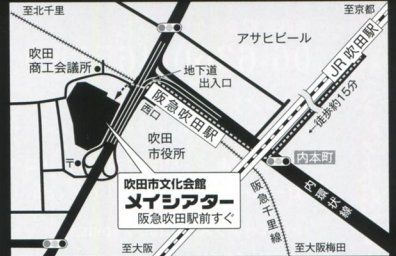 至北千里
至京都
アサヒビール
JR吹田駅
吹田
商工会議所
地下道
出入口
阪急吹田駅
西口
←徒歩約15分
吹田
市役所
内本町
吹田市文化会館
メイシアター
阪急吹田駅前すぐ
阪急千里線
内環状線
至大阪
至大阪梅田
〒